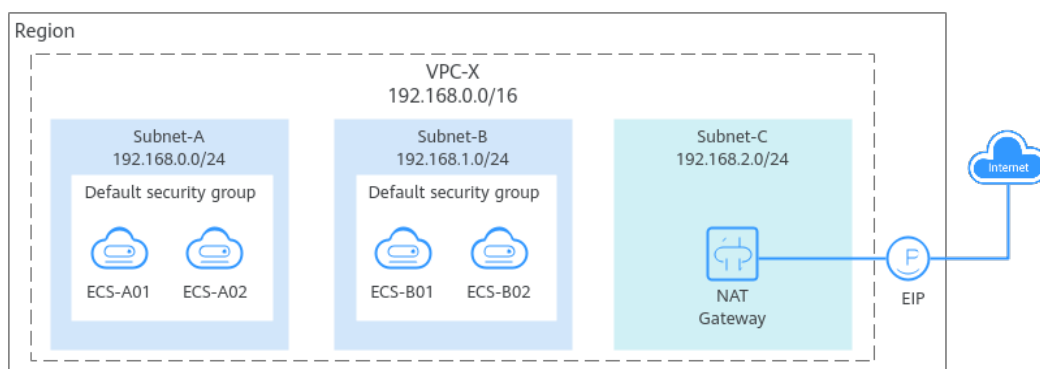 Region
VPC-X
192.168.0.0/16
Subnet-A
192.168.0.0/24
Default security group
ECS-A01
ECS-A02
Subnet-B
192.168.1.0/24
Default security group
ECS-B01
ECS-B02
Subnet-C
192.168.2.0/24
NAT
Gateway
EIP
Internet